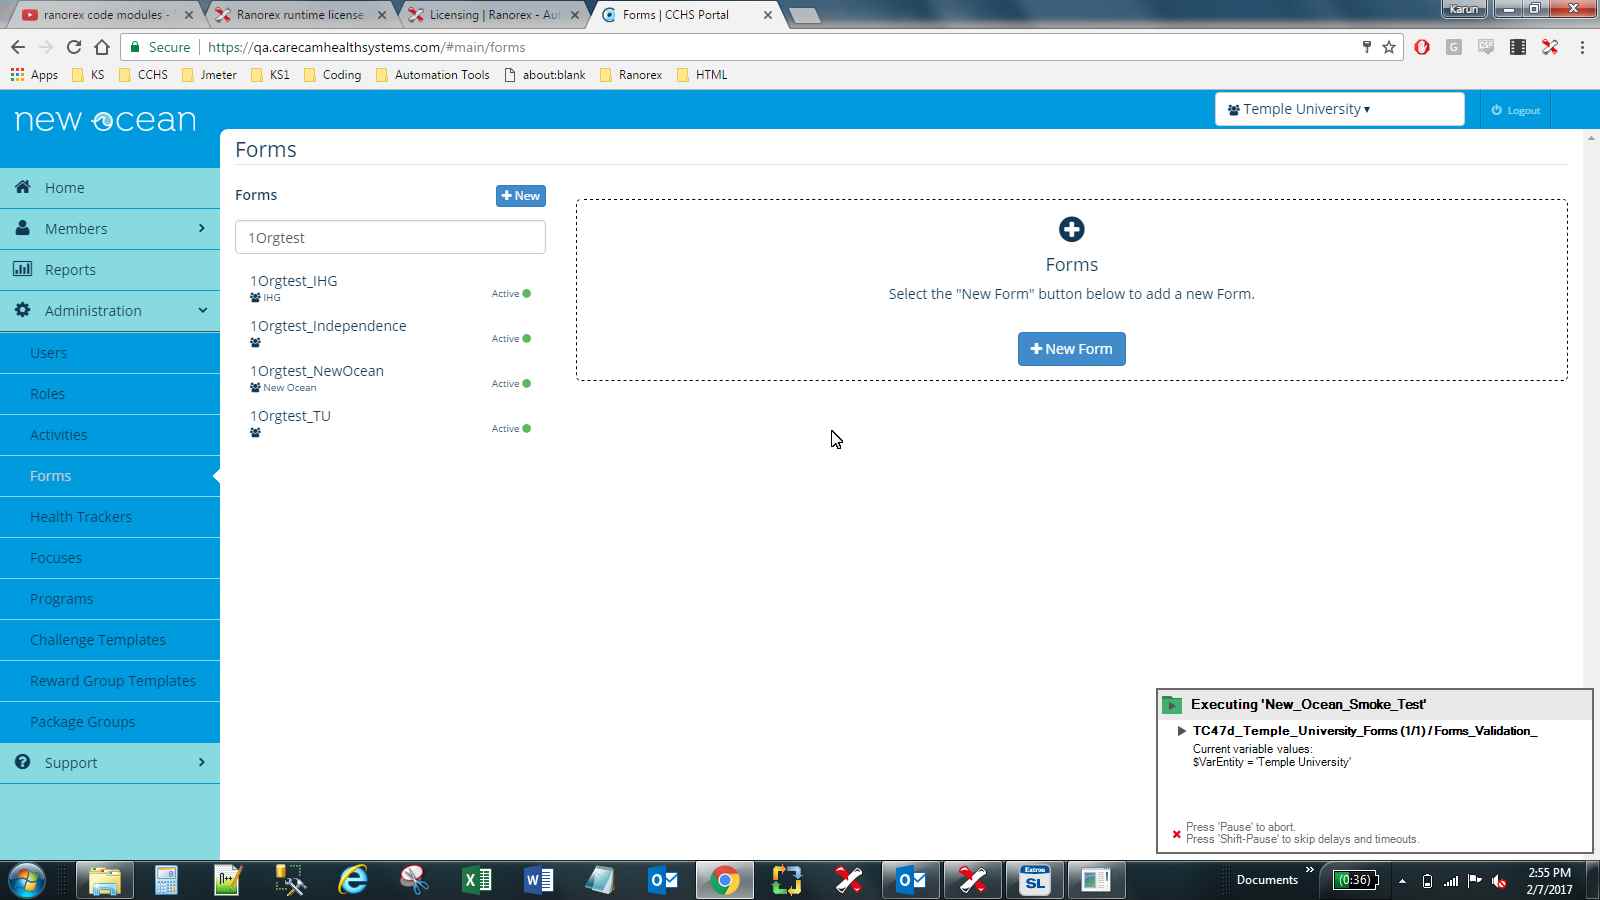 ranorex code modules -
Ranorex runtime license
Licensing | Ranorex - Aut
Forms | CCHS Portal
Karun
Secure
https://qa.carecamhealthsystems.com/#main/forms
Apps
KS
CCHS
Jmeter
KS1
Coding
Automation Tools
about:blank
Ranorex
HTML
new ocean
Temple University ▾
Logout
Forms
Home
Members
Reports
Administration
Users
Roles
Activities
Forms
Health Trackers
Focuses
Programs
Challenge Templates
Reward Group Templates
Package Groups
Support
Forms
+ New
1Orgtest
1Orgtest_IHG
IHG
Active
1Orgtest_Independence
Active
1Orgtest_NewOcean
New Ocean
Active
1Orgtest_TU
Active
Forms
Select the "New Form" button below to add a new Form.
+ New Form
Executing 'New_Ocean_Smoke_Test'
TC47d_Temple_University_Forms (1/1) / Forms_Validation_
Current variable values:
$VarEntity = 'Temple University'
Press 'Pause' to abort.
Press 'Shift-Pause' to skip delays and timeouts.
Eatron
SL
Documents
(0:36)
2:55 PM
2/7/2017